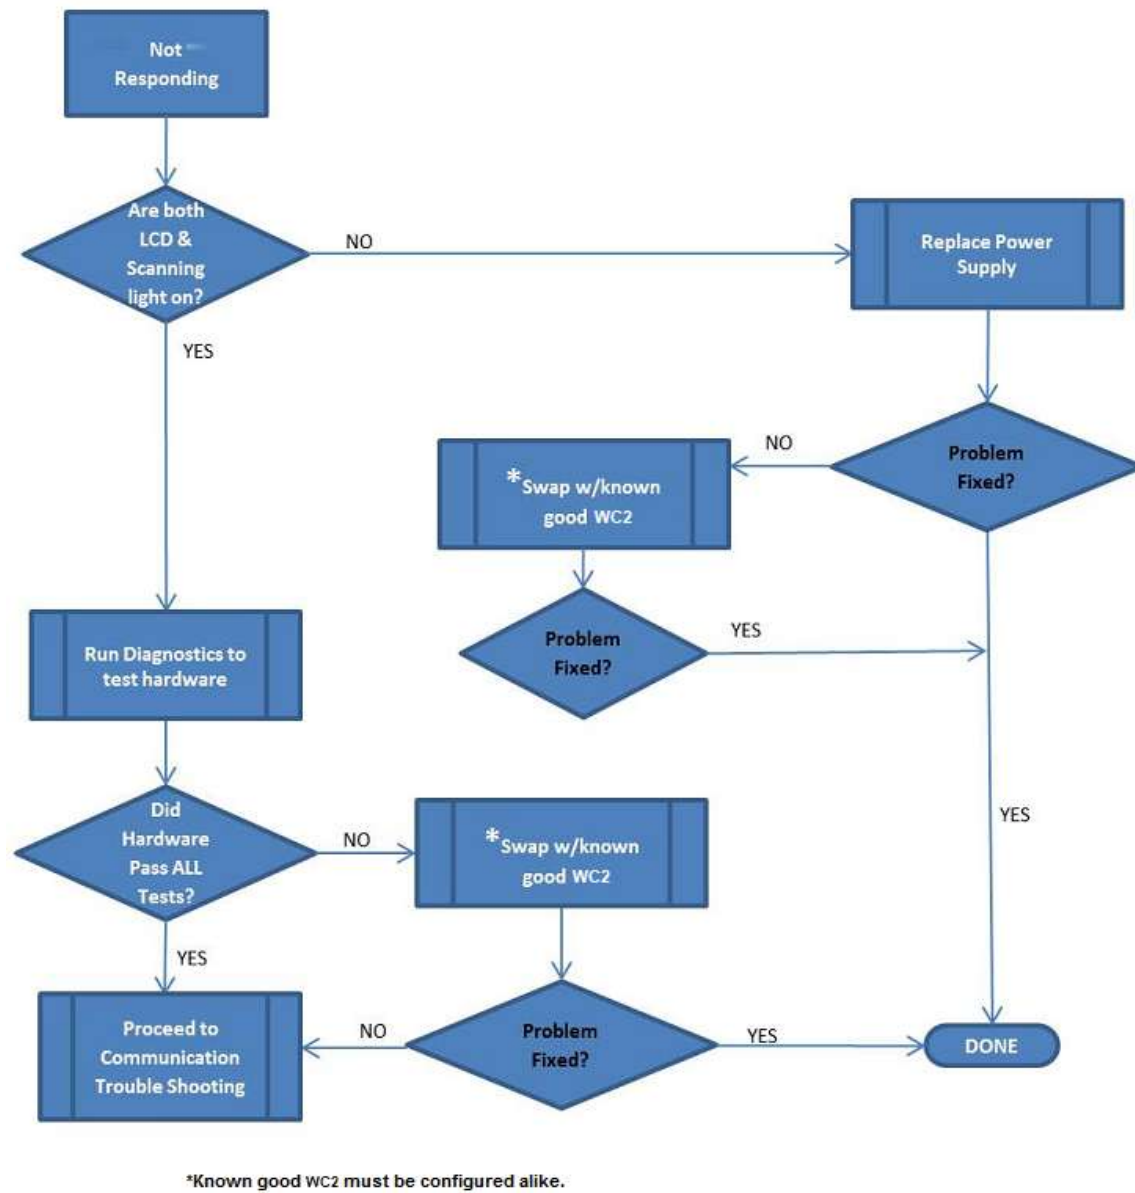 Not
Responding
Are both
LCD &
Scanning
light on?
NO
Replace Power
Supply
YES
Problem
Fixed?
NO
*Swap w/known
good WC2
Problem
Fixed?
YES
Run Diagnostics to
test hardware
YES
Did
Hardware
Pass ALL
Tests?
NO
*Swap w/known
good WC2
YES
Proceed to
Communication
Trouble Shooting
NO
Problem
Fixed?
YES
DONE
*Known good WC2 must be configured alike.